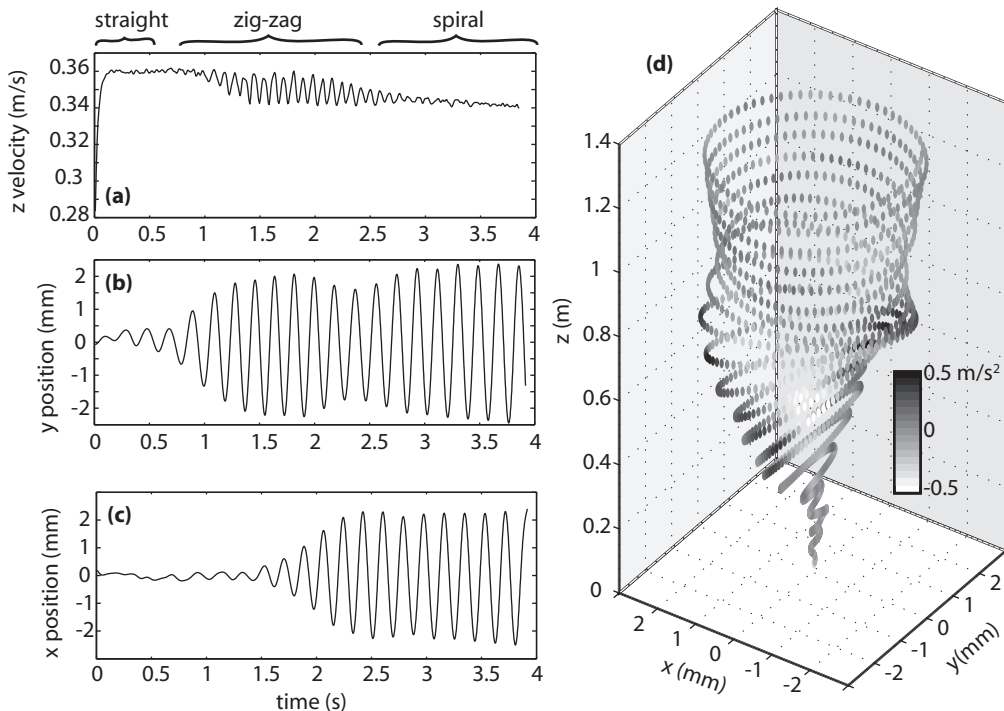 straight zig-zag spiral
z velocity (m/s)
0.36
0.34
0.32
0.3
0.28
(a)
0 0.5 1 1.5 2 2.5 3 3.5 4
y position (mm)
2
1
0
-1
-2
(b)
0 0.5 1 1.5 2 2.5 3 3.5 4
x position (mm)
2
1
0
-1
-2
(c)
0 0.5 1 1.5 2 2.5 3 3.5 4
time (s)
(d)
z (m)
1.4
1.2
1
0.8
0.6
0.4
0.2
0
0.5 m/s²
0
-0.5
2 1 0 -1 -2
x (mm)
-2 -1 0 1 2
y(mm)